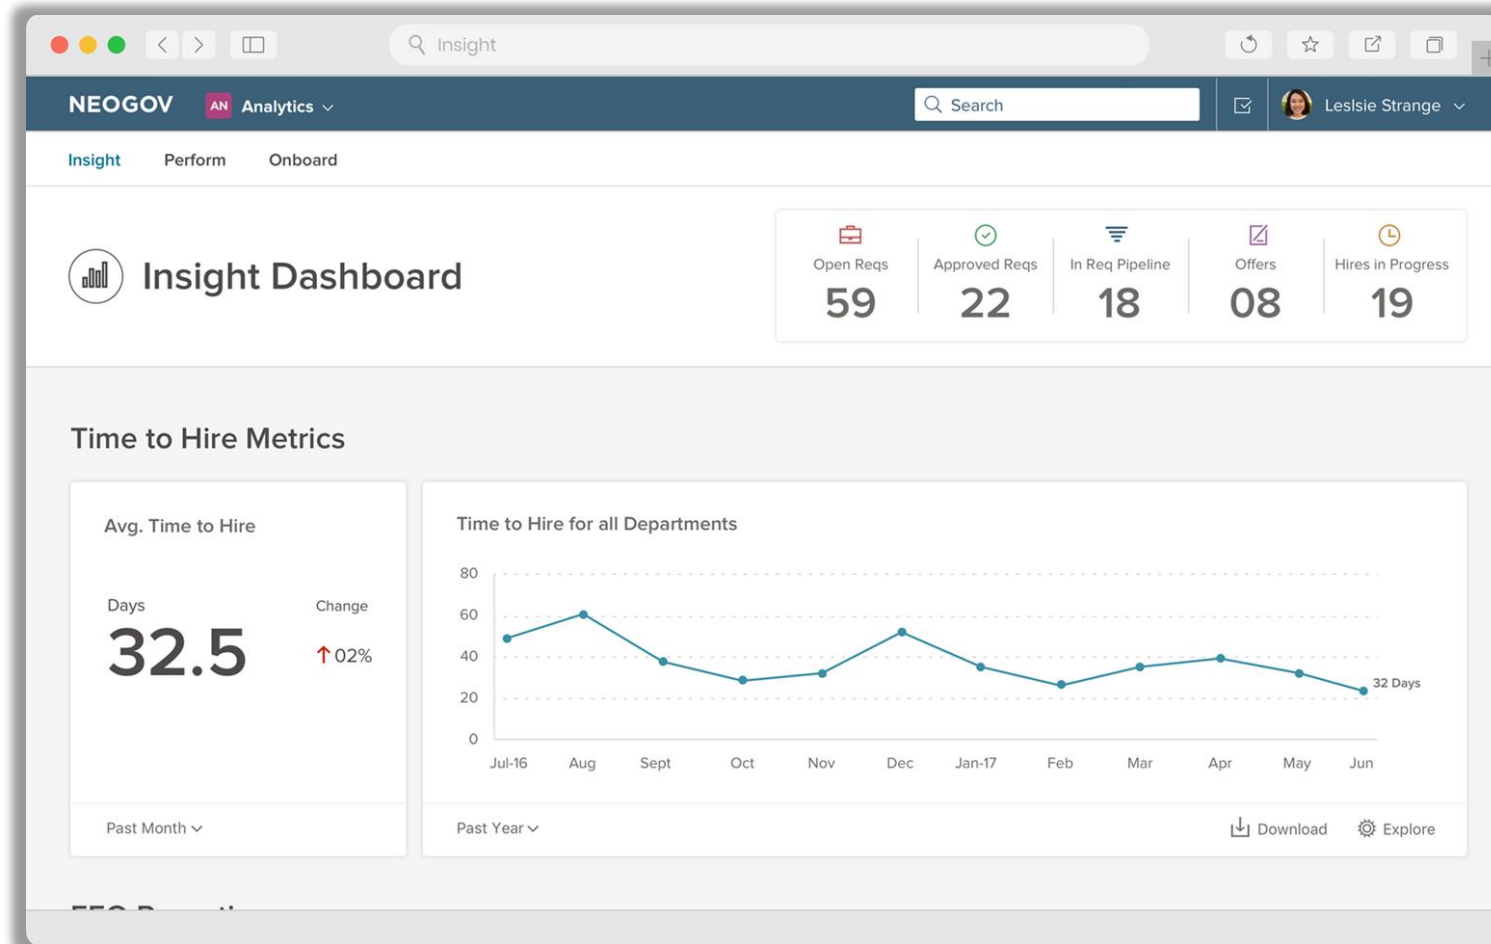 Insight
NEOGOV AN Analytics Search Leslsie Strange
Insight Perform Onboard
Insight Dashboard
Open Reqs Approved Reqs In Req Pipeline Offers Hires in Progress
59 22 18 08 19
Time to Hire Metrics
Avg. Time to Hire
Days Change
32.5 02%
Past Month
Time to Hire for all Departments
80
60
40
20
0
32 Days
Jul-16 Aug Sept Oct Nov Dec Jan-17 Feb Mar Apr May Jun
Past Year Download Explore